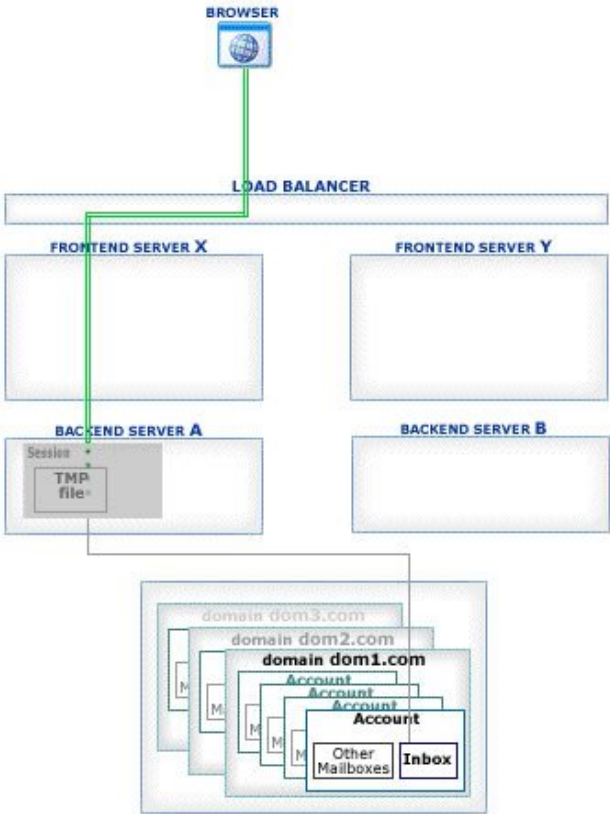 BROWSER
LOAD BALANCER
FRONTEND SERVER X
FRONTEND SERVER Y
BACKEND SERVER A
BACKEND SERVER B
Session
TMP
file
domain dom3.com
domain dom2.com
domain dom1.com
Account
Account
Account
Account
M
M
M
M
M
Other
Mailboxes
Inbox